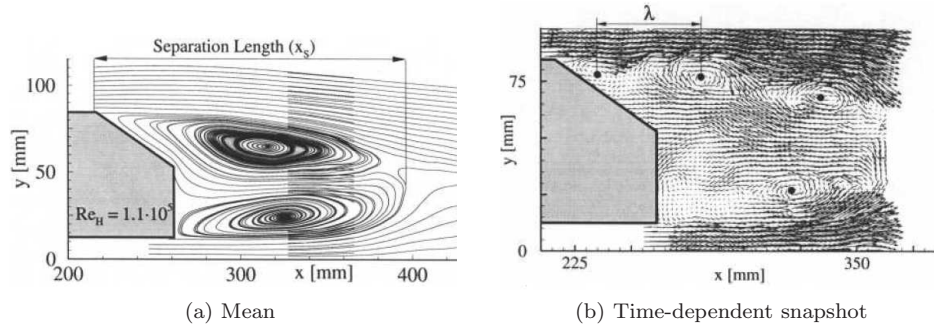 Separation Length (x_S)
100
y [mm]
50
0
Re_H = 1.1·10^5
200
300
x [mm]
400
(a) Mean
λ
75
y [mm]
0
225
x [mm]
350
(b) Time-dependent snapshot